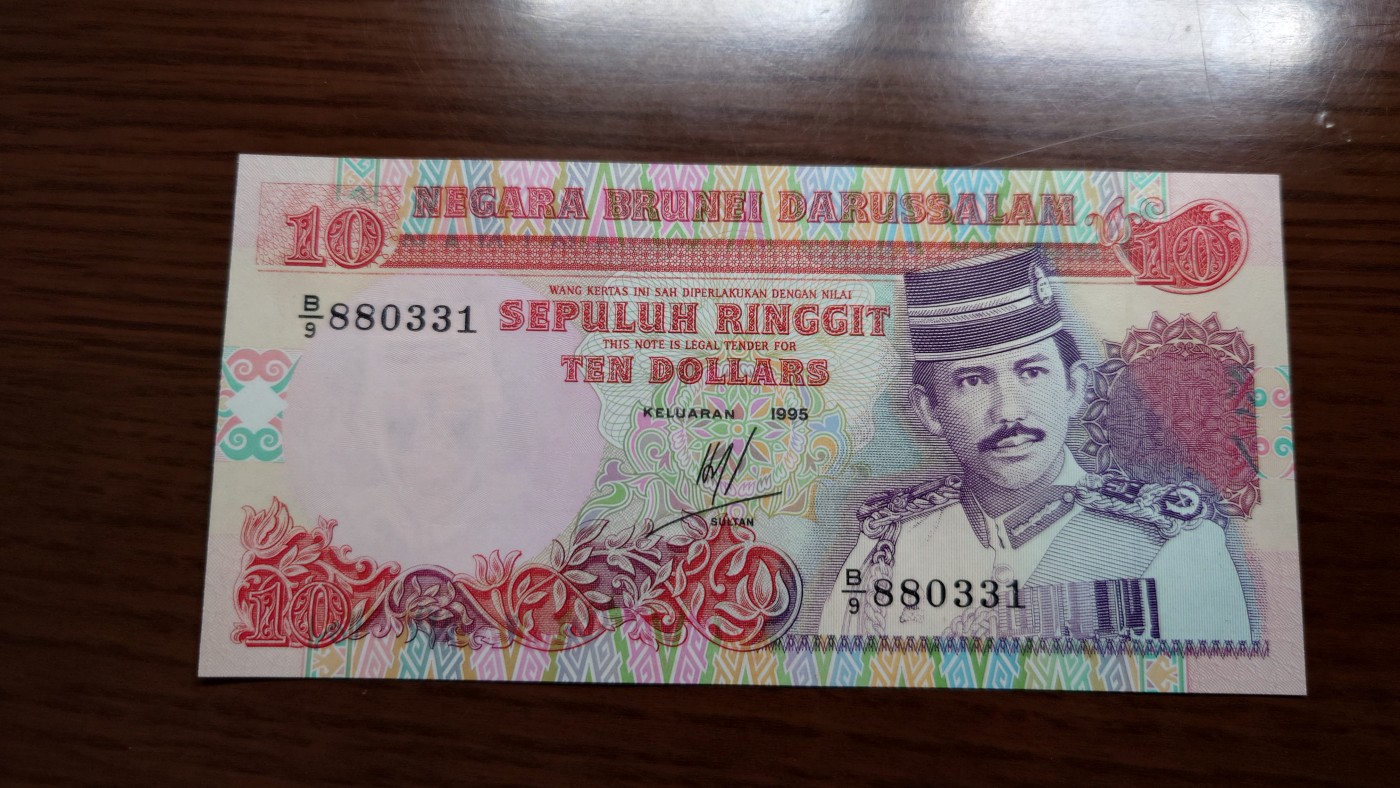 NEGARA BRUNEI DARUSSALAM
10
10
WANG KERTAS INI SAH DIPERLAKUKAN DENGAN NILAI
B/9 880331
SEPULUH RINGGIT
THIS NOTE IS LEGAL TENDER FOR
TEN DOLLARS
KELUARAN 1995
SULTAN
B/9 880331
10